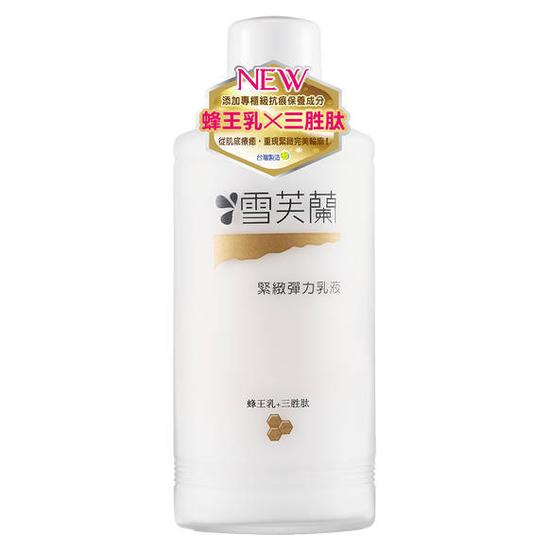 NEW
添加專櫃級抗痕保養成分
蜂王乳×三胜肽
從肌底療癒，重現緊緻完美輪廓！
台灣製造
雪芙蘭
緊緻彈力乳液
蜂王乳+三胜肽